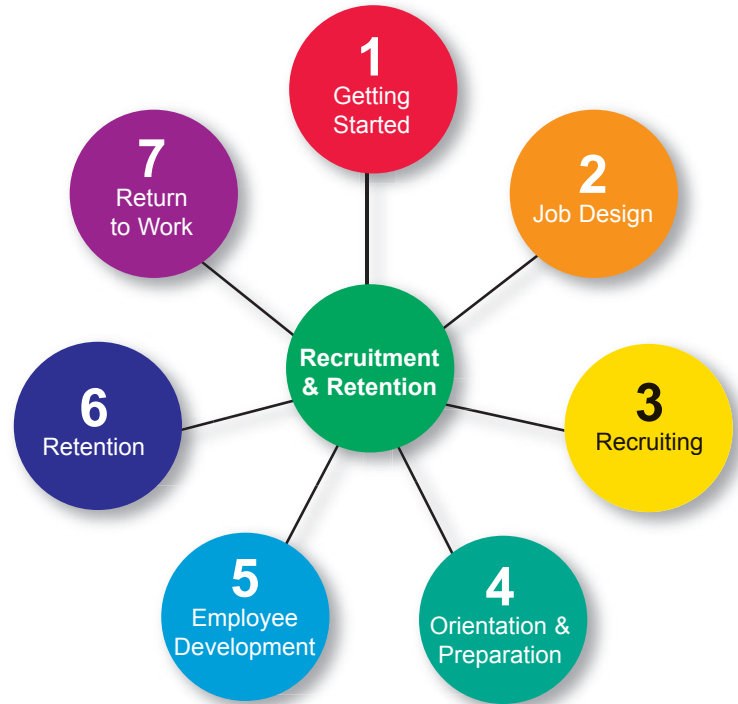 1
Getting
Started
2
Job Design
3
Recruiting
4
Orientation &
Preparation
5
Employee
Development
6
Retention
7
Return
to Work
Recruitment
& Retention